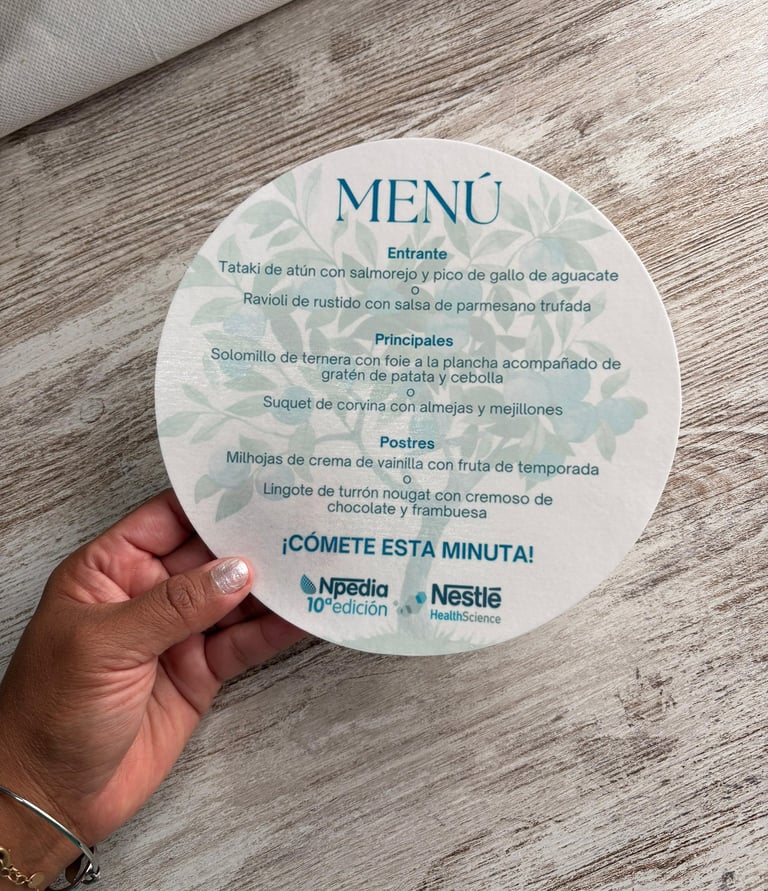 MENÚ
Entrante
Tataki de atún con salmorejo y pico de gallo de aguacate
o
Ravioli de rustido con salsa de parmesano trufada
Principales
Solomillo de ternera con foie a la plancha acompañado de
gratén de patata y cebolla
o
Suquet de corvina con almejas y mejillones
Postres
Milhojas de crema de vainilla con fruta de temporada
o
Lingote de turrón nougat con cremoso de
chocolate y frambuesa
¡CÓMETE ESTA MINUTA!
Npedia
10ª edición
Nestlé
HealthScience